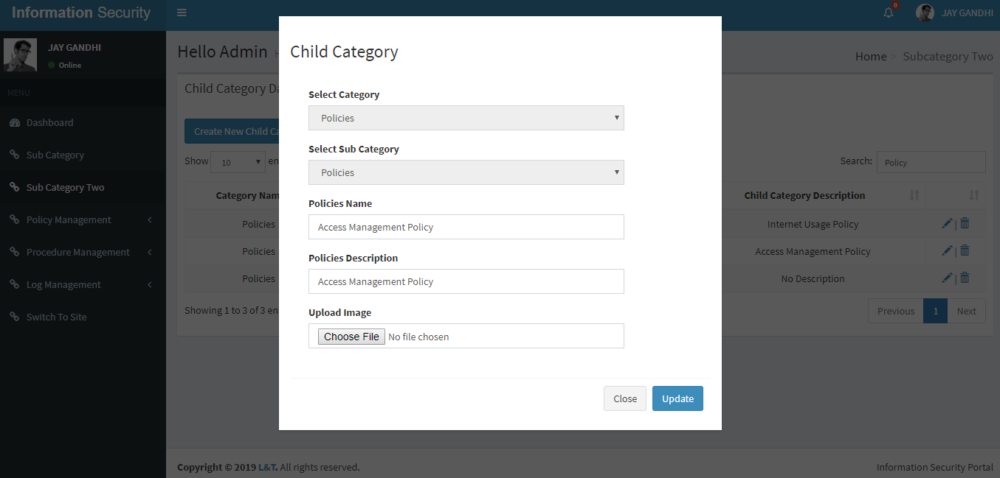 Information Security
0
JAY GANDHI
JAY GANDHI
Online
MENU
Dashboard
Sub Category
Sub Category Two
Policy Management
Procedure Management
Log Management
Switch To Site
Hello Admin
Home > Subcategory Two
Child Category
Create New Child
Show 10
Search: Policy
Category
Child Category Description
Policies
Internet Usage Policy
|
Policies
Access Management Policy
|
Policies
No Description
|
Showing 1 to 3 of 3
Previous 1 Next
Child Category
Select Category
Policies
Select Sub Category
Policies
Policies Name
Access Management Policy
Policies Description
Access Management Policy
Upload Image
Choose File No file chosen
Close Update
Copyright © 2019 L&T. All rights reserved.
Information Security Portal